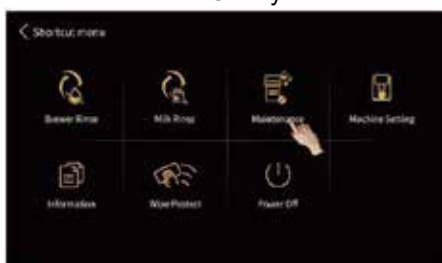 Shortcut menu
Brewer Rinse
Milk Rinse
Maintenance
Machine Setting
Information
Wipe Protect
Power Off